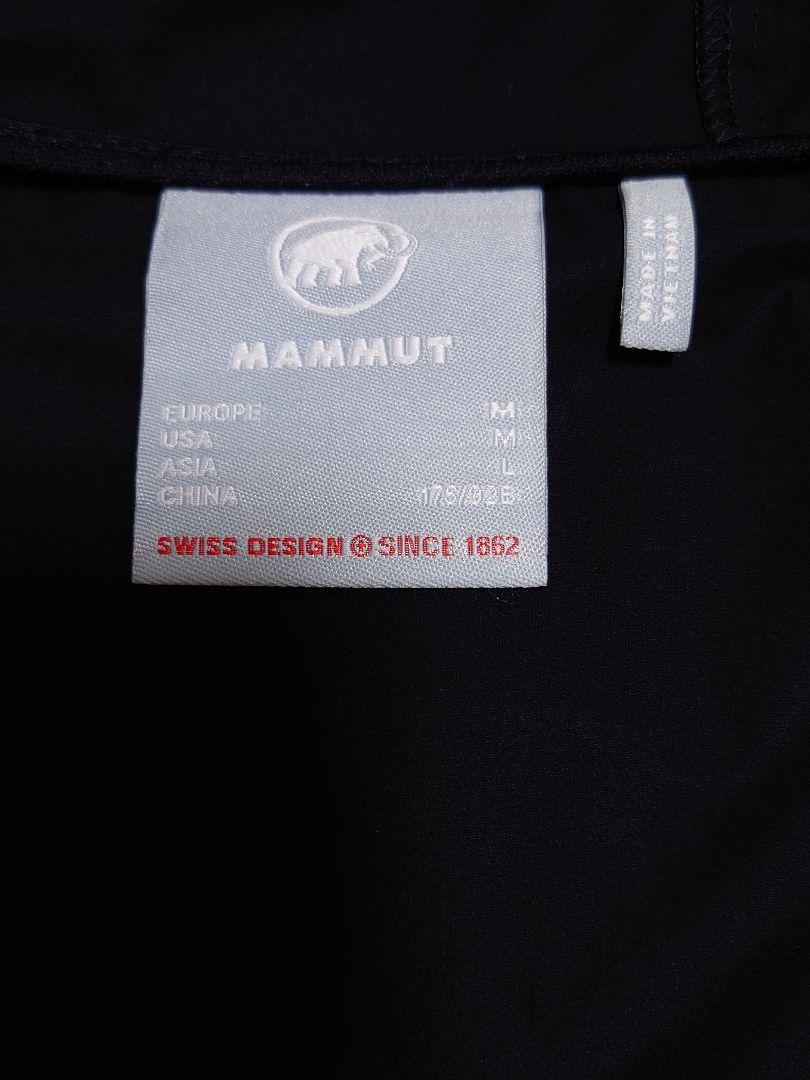 MAMMUT
EUROPE M
USA M
ASIA L
CHINA
SWISS DESIGN SINCE 1862
MADE IN
VIETNAM